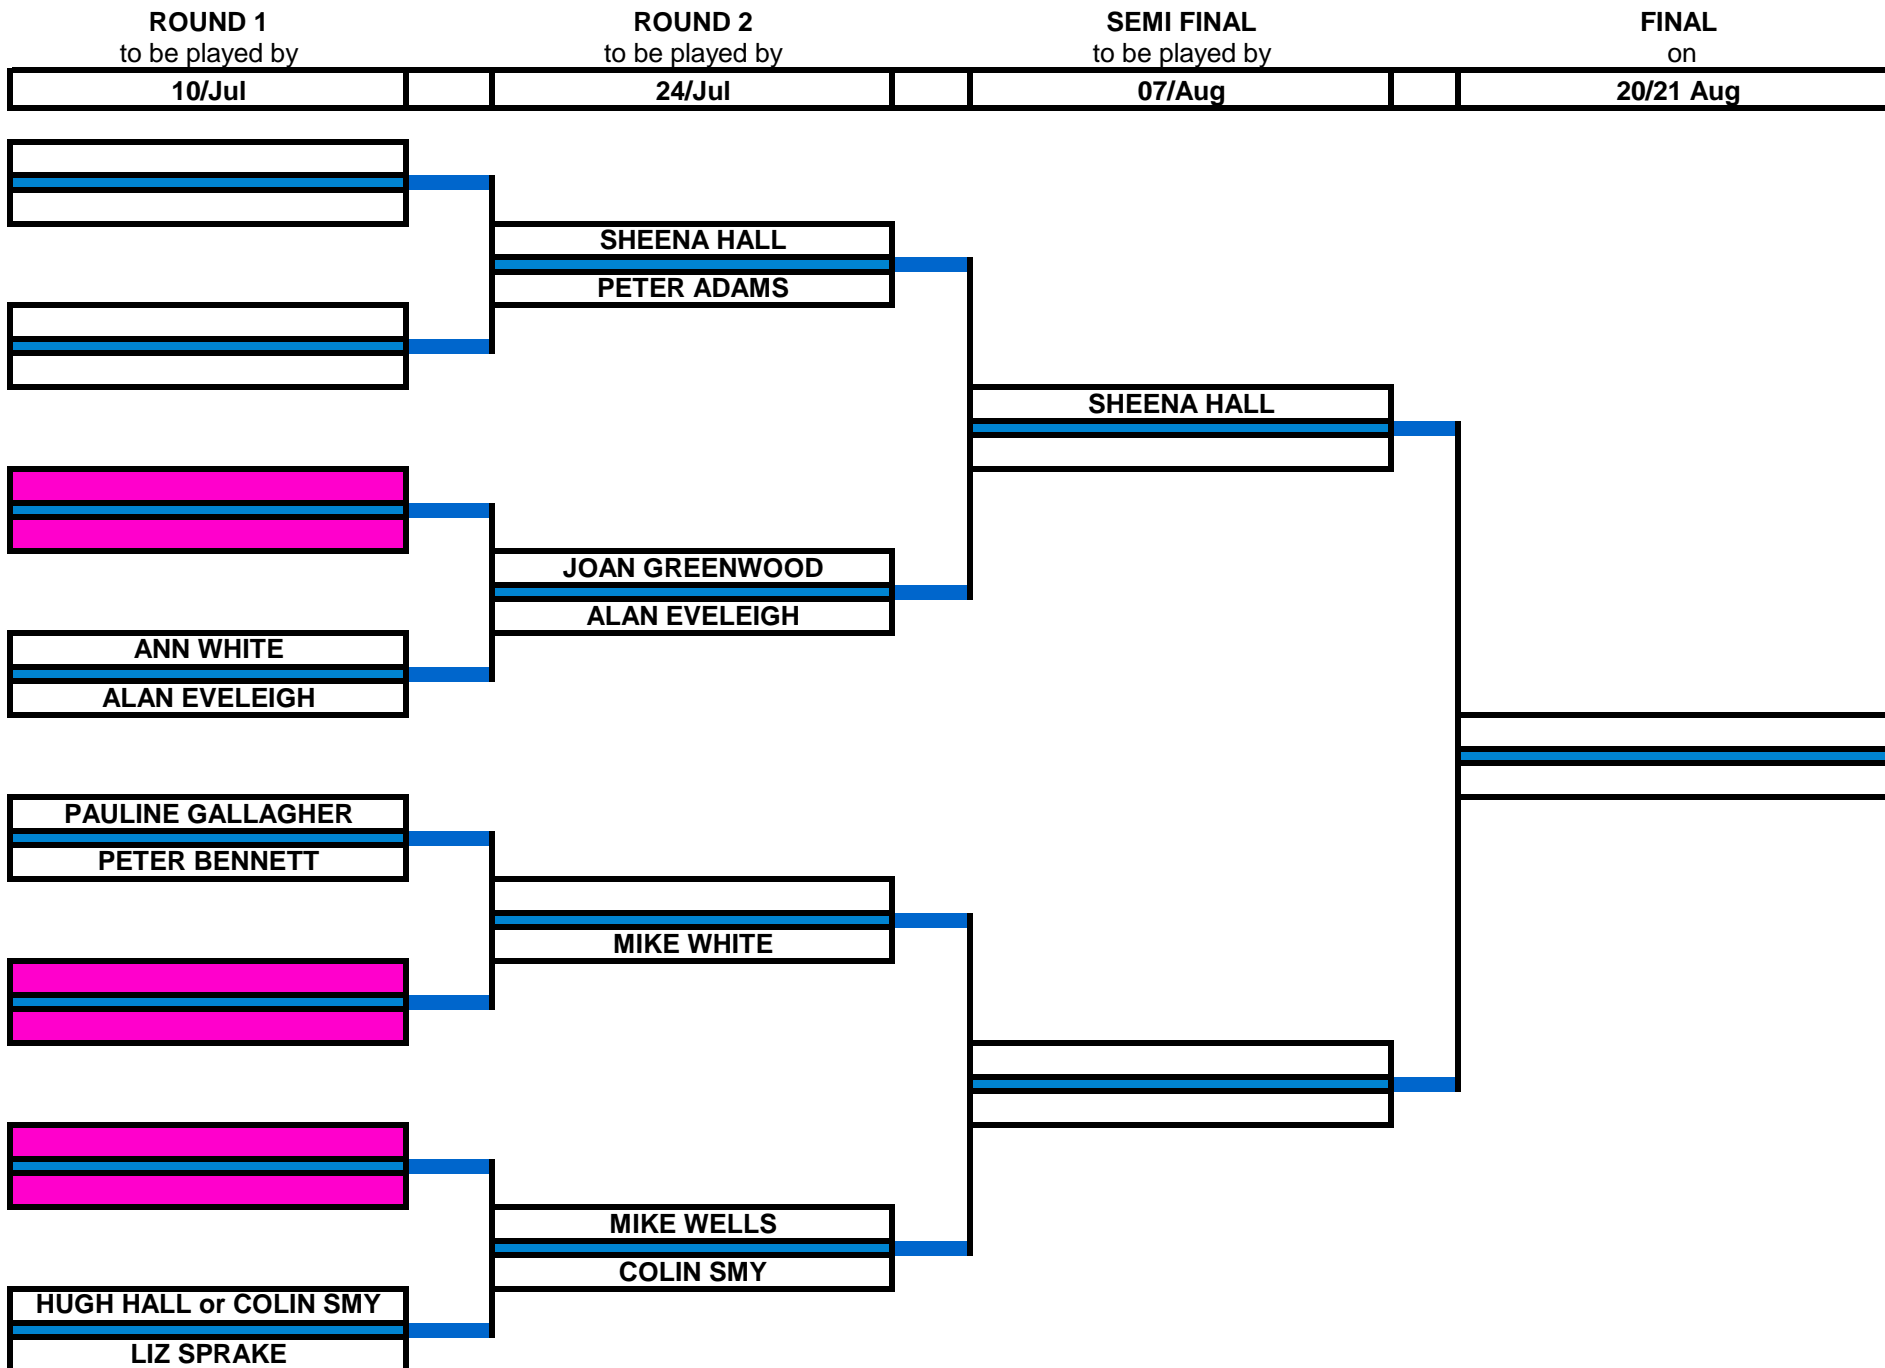 ROUND 1
to be played by
10/Jul
ROUND 2
to be played by
24/Jul
SEMI FINAL
to be played by
07/Aug
FINAL
on
20/21 Aug
ANN WHITE
ALAN EVELEIGH
PAULINE GALLAGHER
PETER BENNETT
HUGH HALL or COLIN SMY
LIZ SPRAKE
SHEENA HALL
PETER ADAMS
JOAN GREENWOOD
ALAN EVELEIGH
MIKE WHITE
MIKE WELLS
COLIN SMY
SHEENA HALL